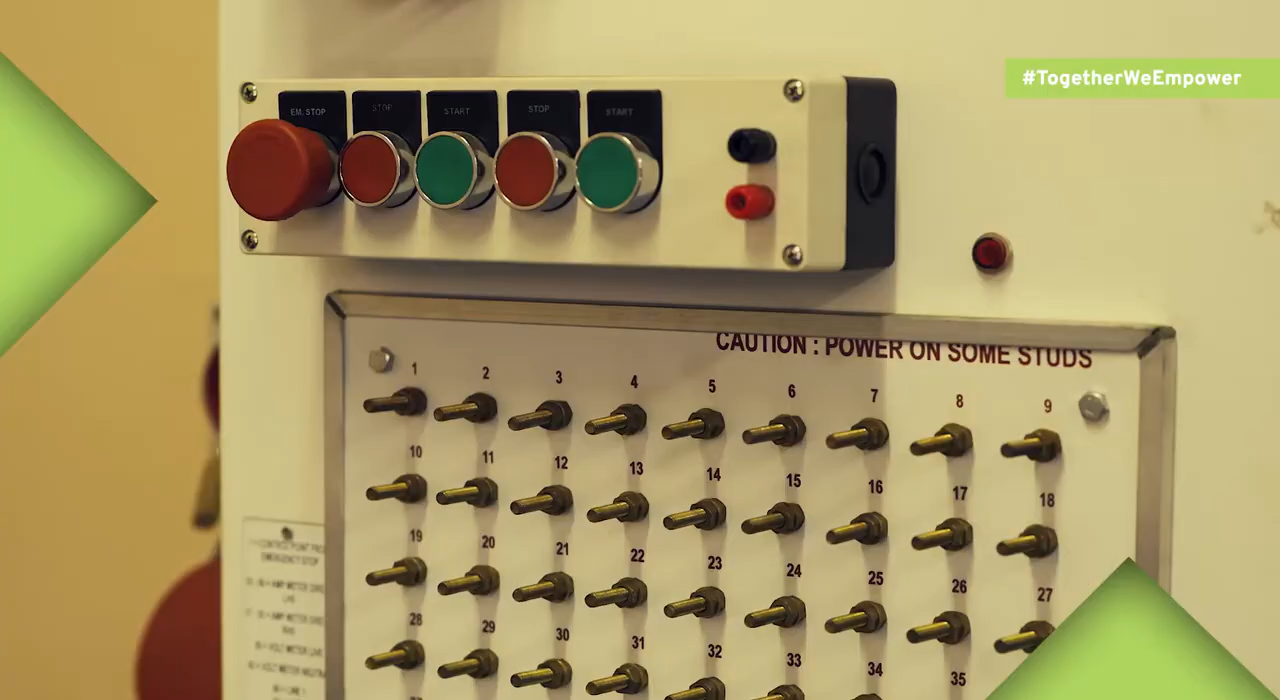 #TogetherWeEmpower
EM. STOP
STOP
START
STOP
START
CAUTION : POWER ON SOME STUDS
1 2 3 4 5 6 7 8 9
10 11 12 13 14 15 16 17 18
19 20 21 22 23 24 25 26 27
28 29 30 31 32 33 34 35
EMERGENCY STOP